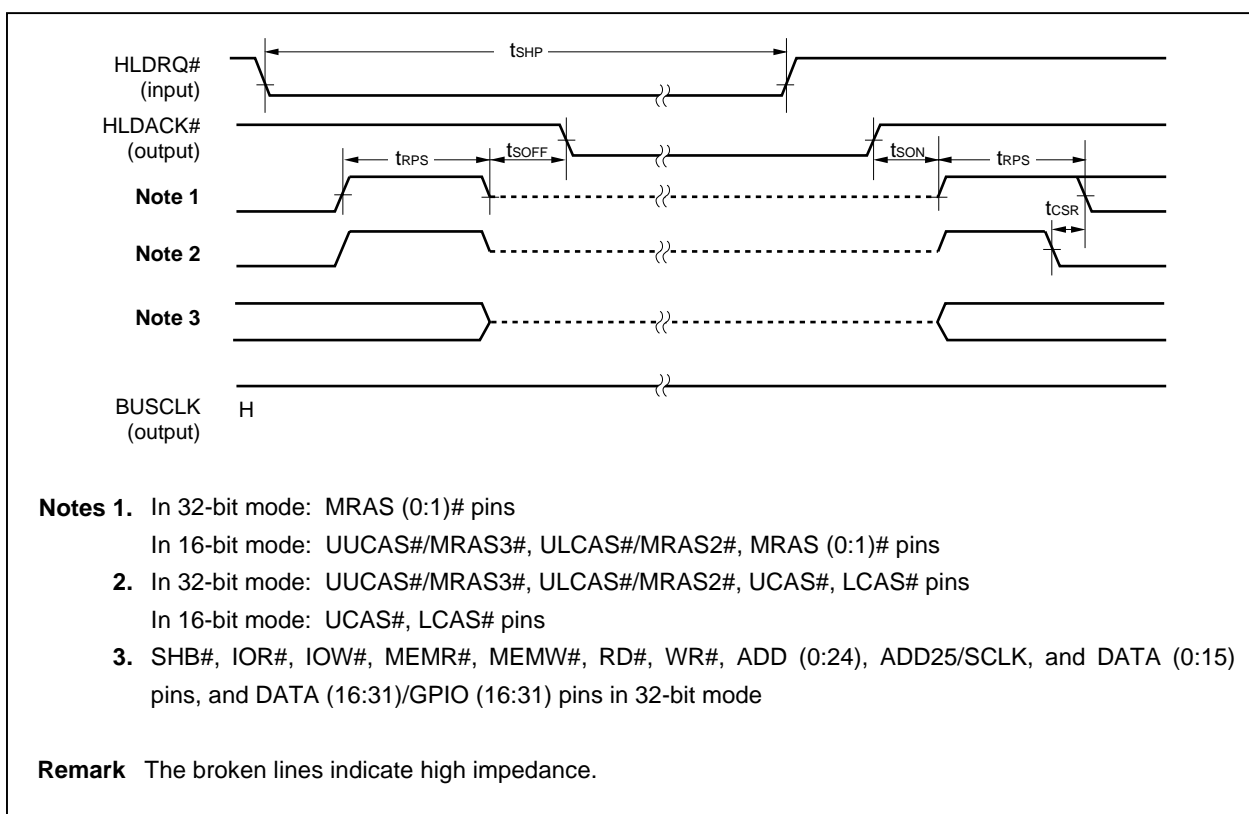 HLDRQ#
(input)
tSHP
HLDACK#
(output)
tRPS
tSOFF
tSON
tRPS
Note 1
tCSR
Note 2
Note 3
BUSCLK
(output)
H
Notes 1. In 32-bit mode: MRAS (0:1)# pins
In 16-bit mode: UUCAS#/MRAS3#, ULCAS#/MRAS2#, MRAS (0:1)# pins
2. In 32-bit mode: UUCAS#/MRAS3#, ULCAS#/MRAS2#, UCAS#, LCAS# pins
In 16-bit mode: UCAS#, LCAS# pins
3. SHB#, IOR#, IOW#, MEMR#, MEMW#, RD#, WR#, ADD (0:24), ADD25/SCLK, and DATA (0:15)
pins, and DATA (16:31)/GPIO (16:31) pins in 32-bit mode
Remark The broken lines indicate high impedance.